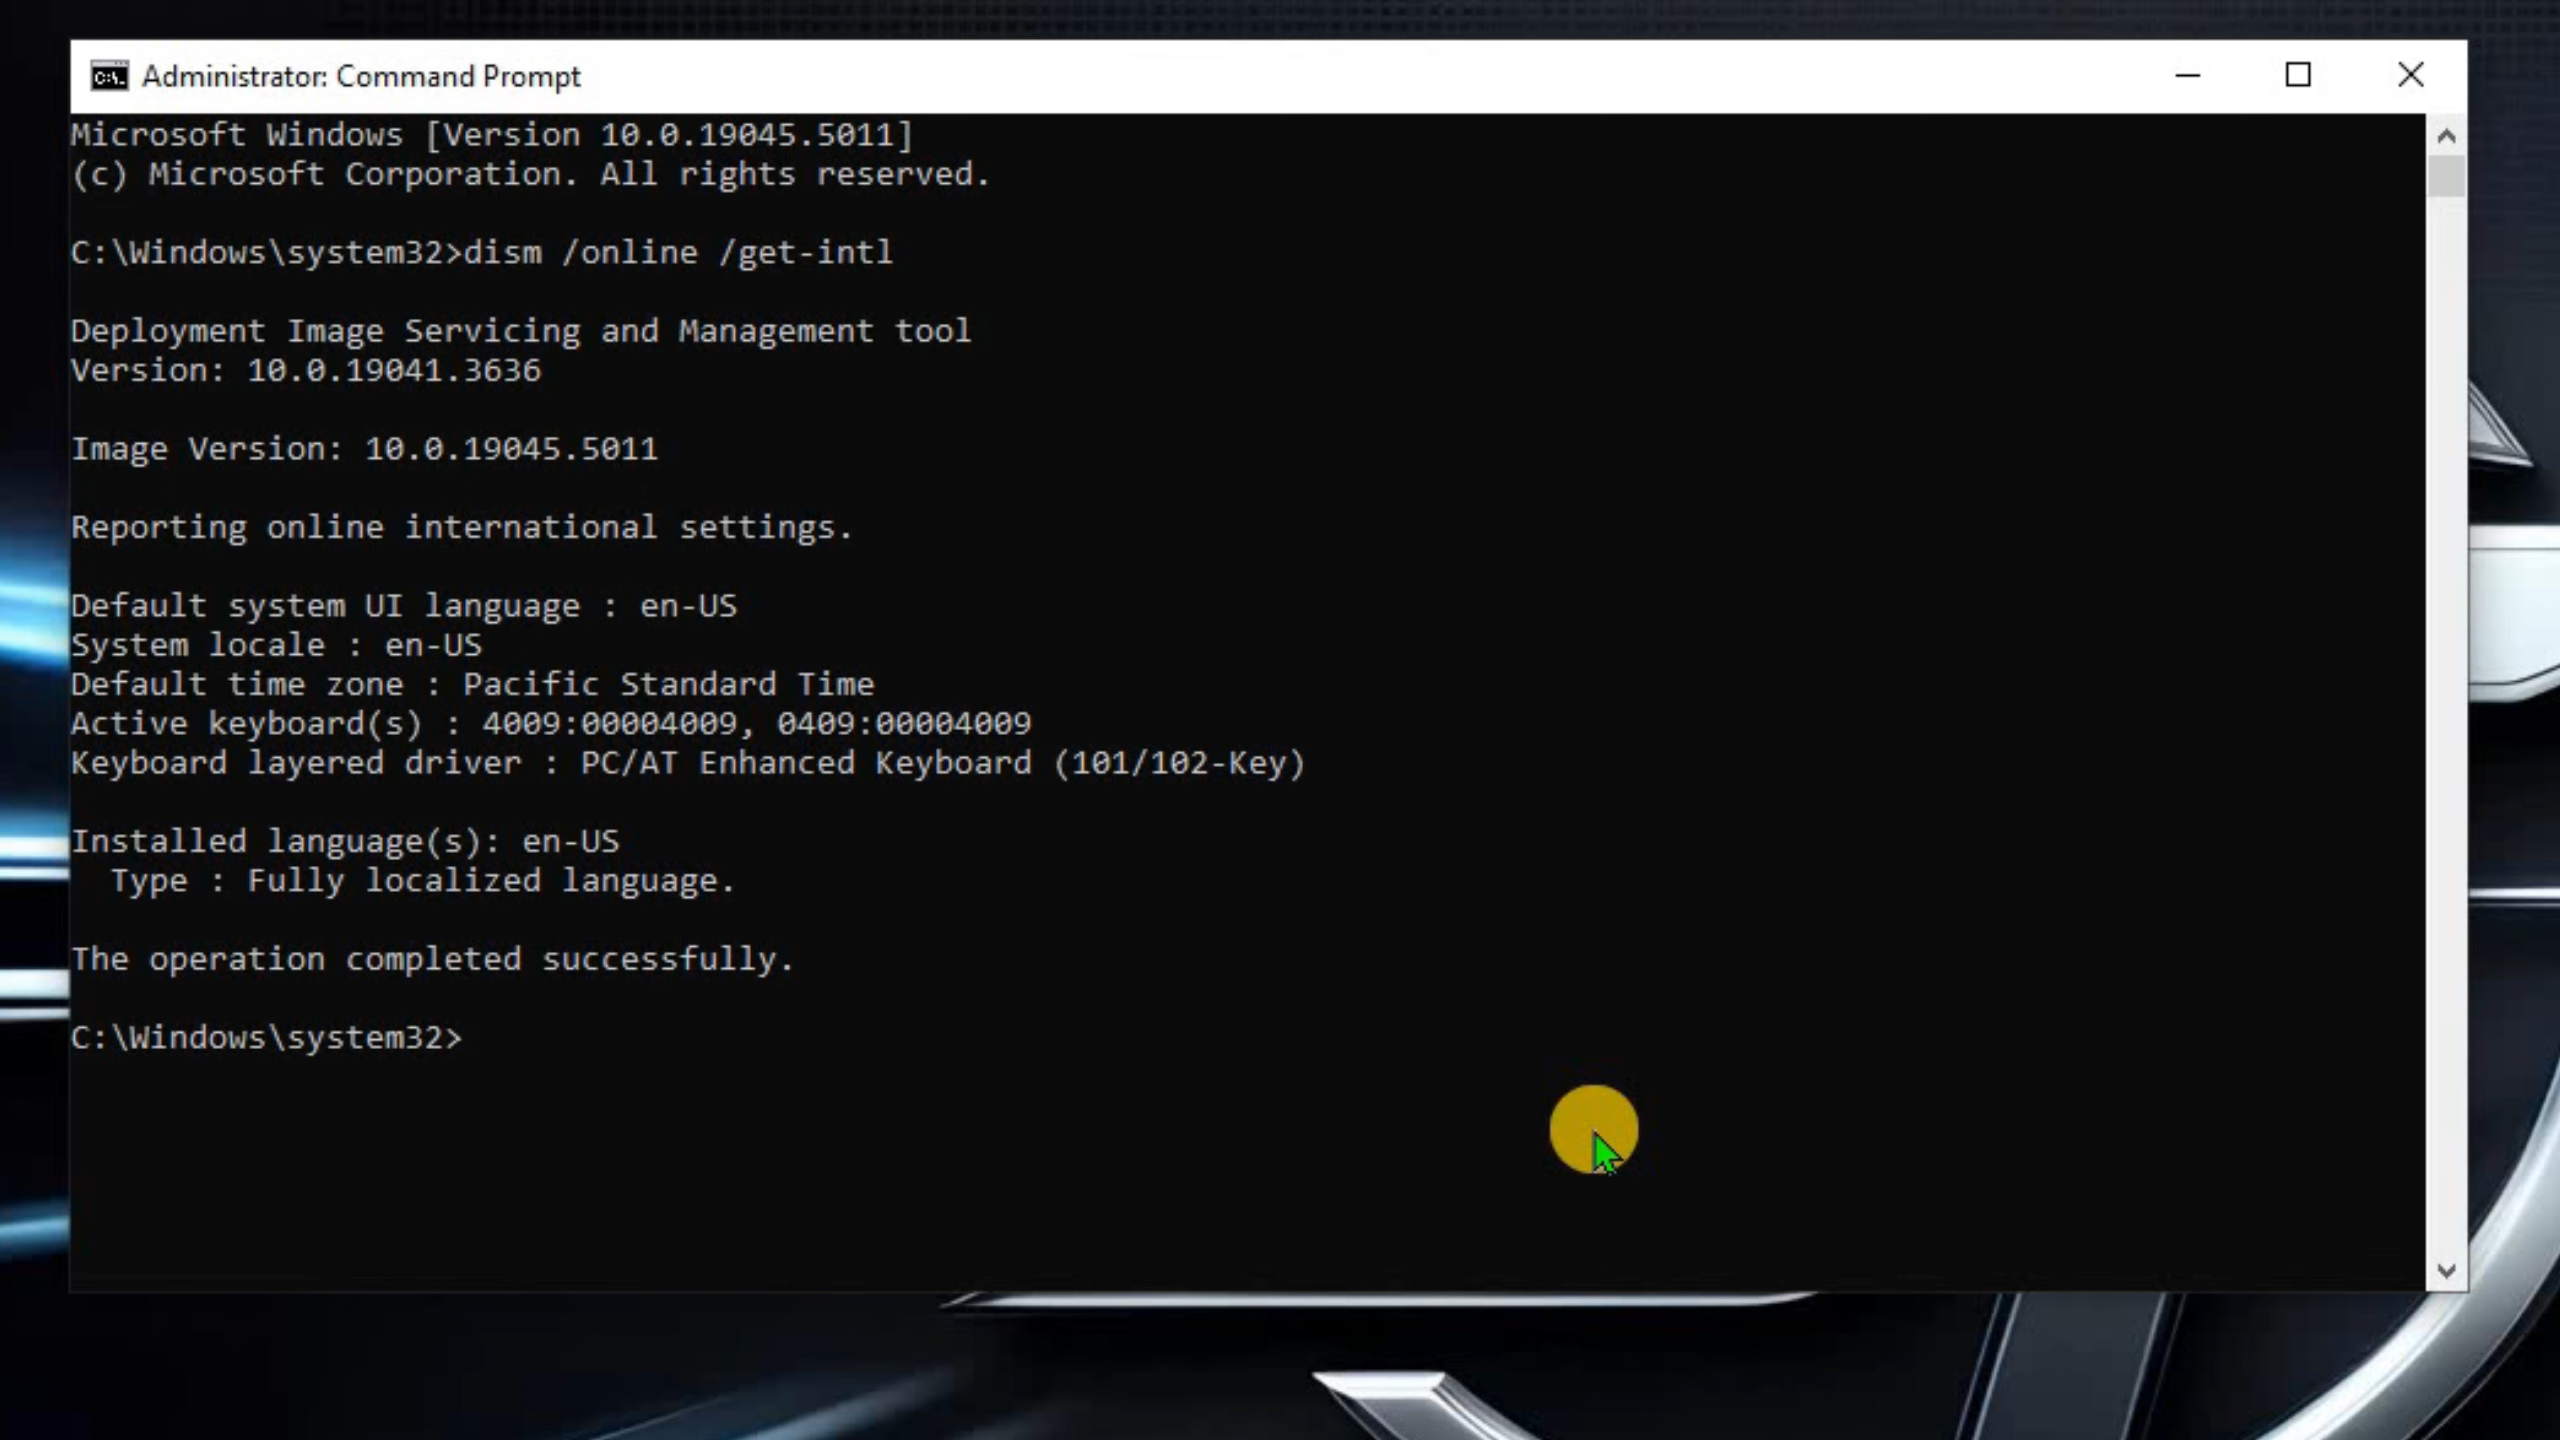 Administrator: Command Prompt
Microsoft Windows [Version 10.0.19045.5011]
(c) Microsoft Corporation. All rights reserved.
C:\Windows\system32>dism /online /get-intl
Deployment Image Servicing and Management tool
Version: 10.0.19041.3636
Image Version: 10.0.19045.5011
Reporting online international settings.
Default system UI language : en-US
System locale : en-US
Default time zone : Pacific Standard Time
Active keyboard(s) : 4009:00004009, 0409:00004009
Keyboard layered driver : PC/AT Enhanced Keyboard (101/102-Key)
Installed language(s): en-US
  Type : Fully localized language.
The operation completed successfully.
C:\Windows\system32>